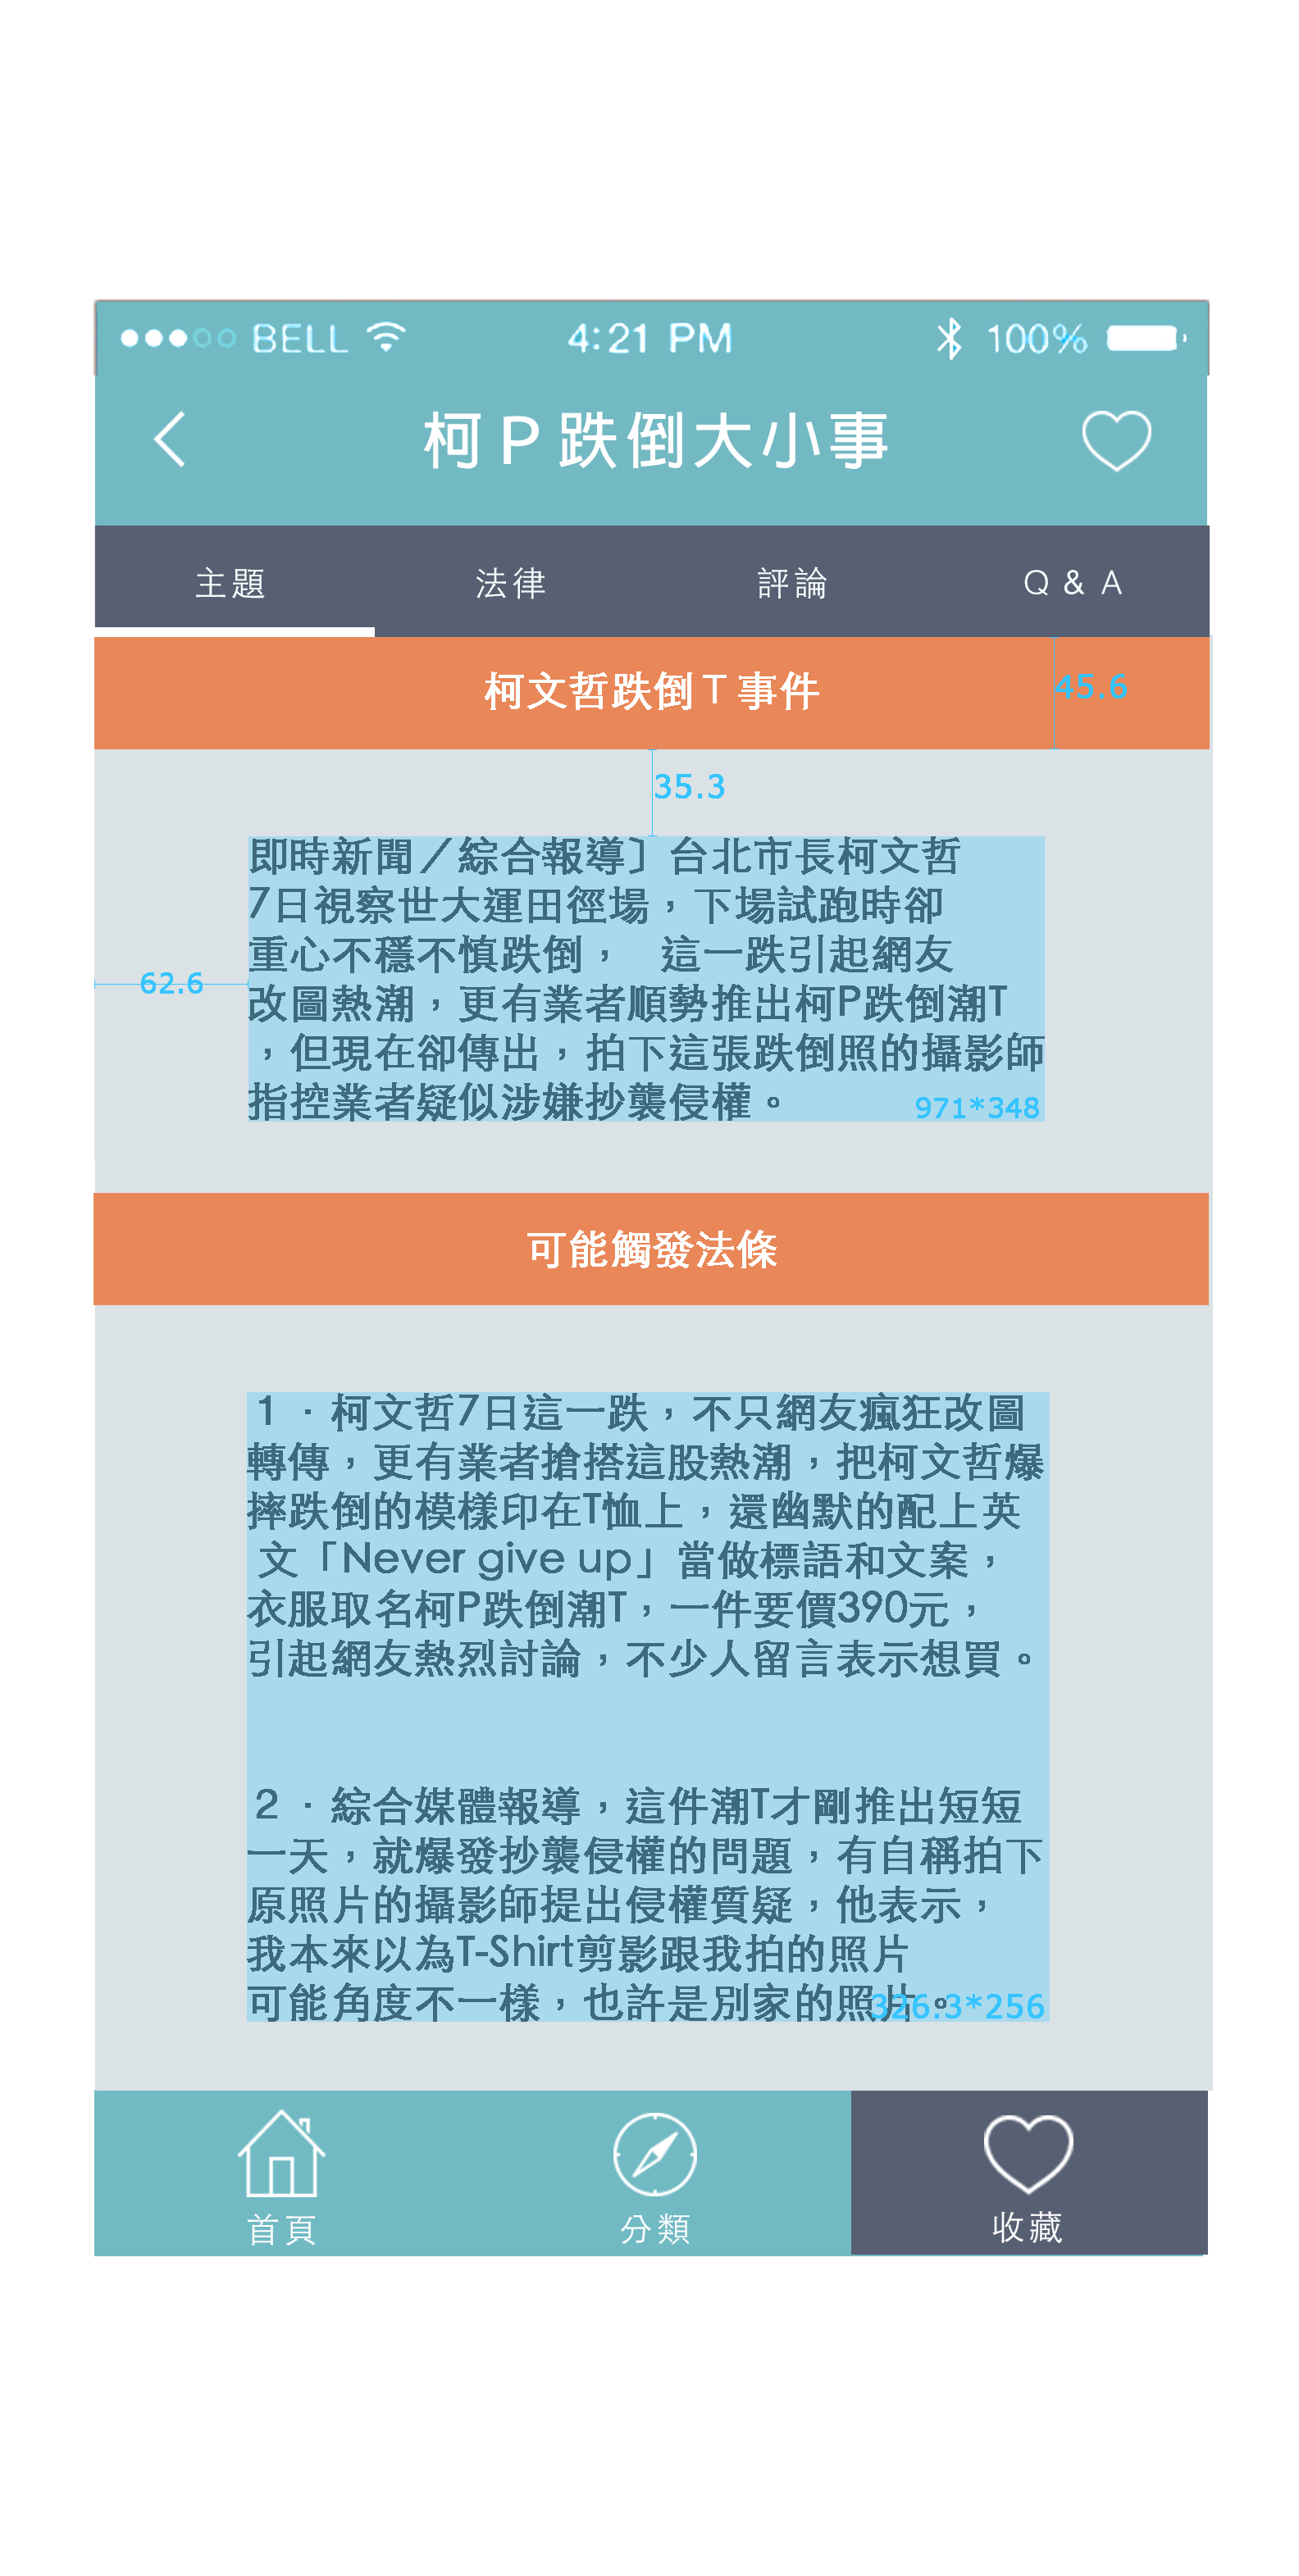 BELL 4:21 PM 100%
柯P跌倒大小事
主題 法律 評論 Q & A
柯文哲跌倒T事件
45.6
35.3
即時新聞／綜合報導〕台北市長柯文哲
7日視察世大運田徑場，下場試跑時卻
重心不穩不慎跌倒， 這一跌引起網友
62.6
改圖熱潮，更有業者順勢推出柯P跌倒潮T
，但現在卻傳出，拍下這張跌倒照的攝影師
指控業者疑似涉嫌抄襲侵權。
971*348
可能觸發法條
1．柯文哲7日這一跌，不只網友瘋狂改圖
轉傳，更有業者搶搭這股熱潮，把柯文哲爆
摔跌倒的模樣印在T恤上，還幽默的配上英
文「Never give up」當做標語和文案，
衣服取名柯P跌倒潮T，一件要價390元，
引起網友熱烈討論，不少人留言表示想買。
2．綜合媒體報導，這件潮T才剛推出短短
一天，就爆發抄襲侵權的問題，有自稱拍下
原照片的攝影師提出侵權質疑，他表示，
我本來以為T-Shirt剪影跟我拍的照片
可能角度不一樣，也許是別家的照片。
326.3*256
首頁 分類 收藏